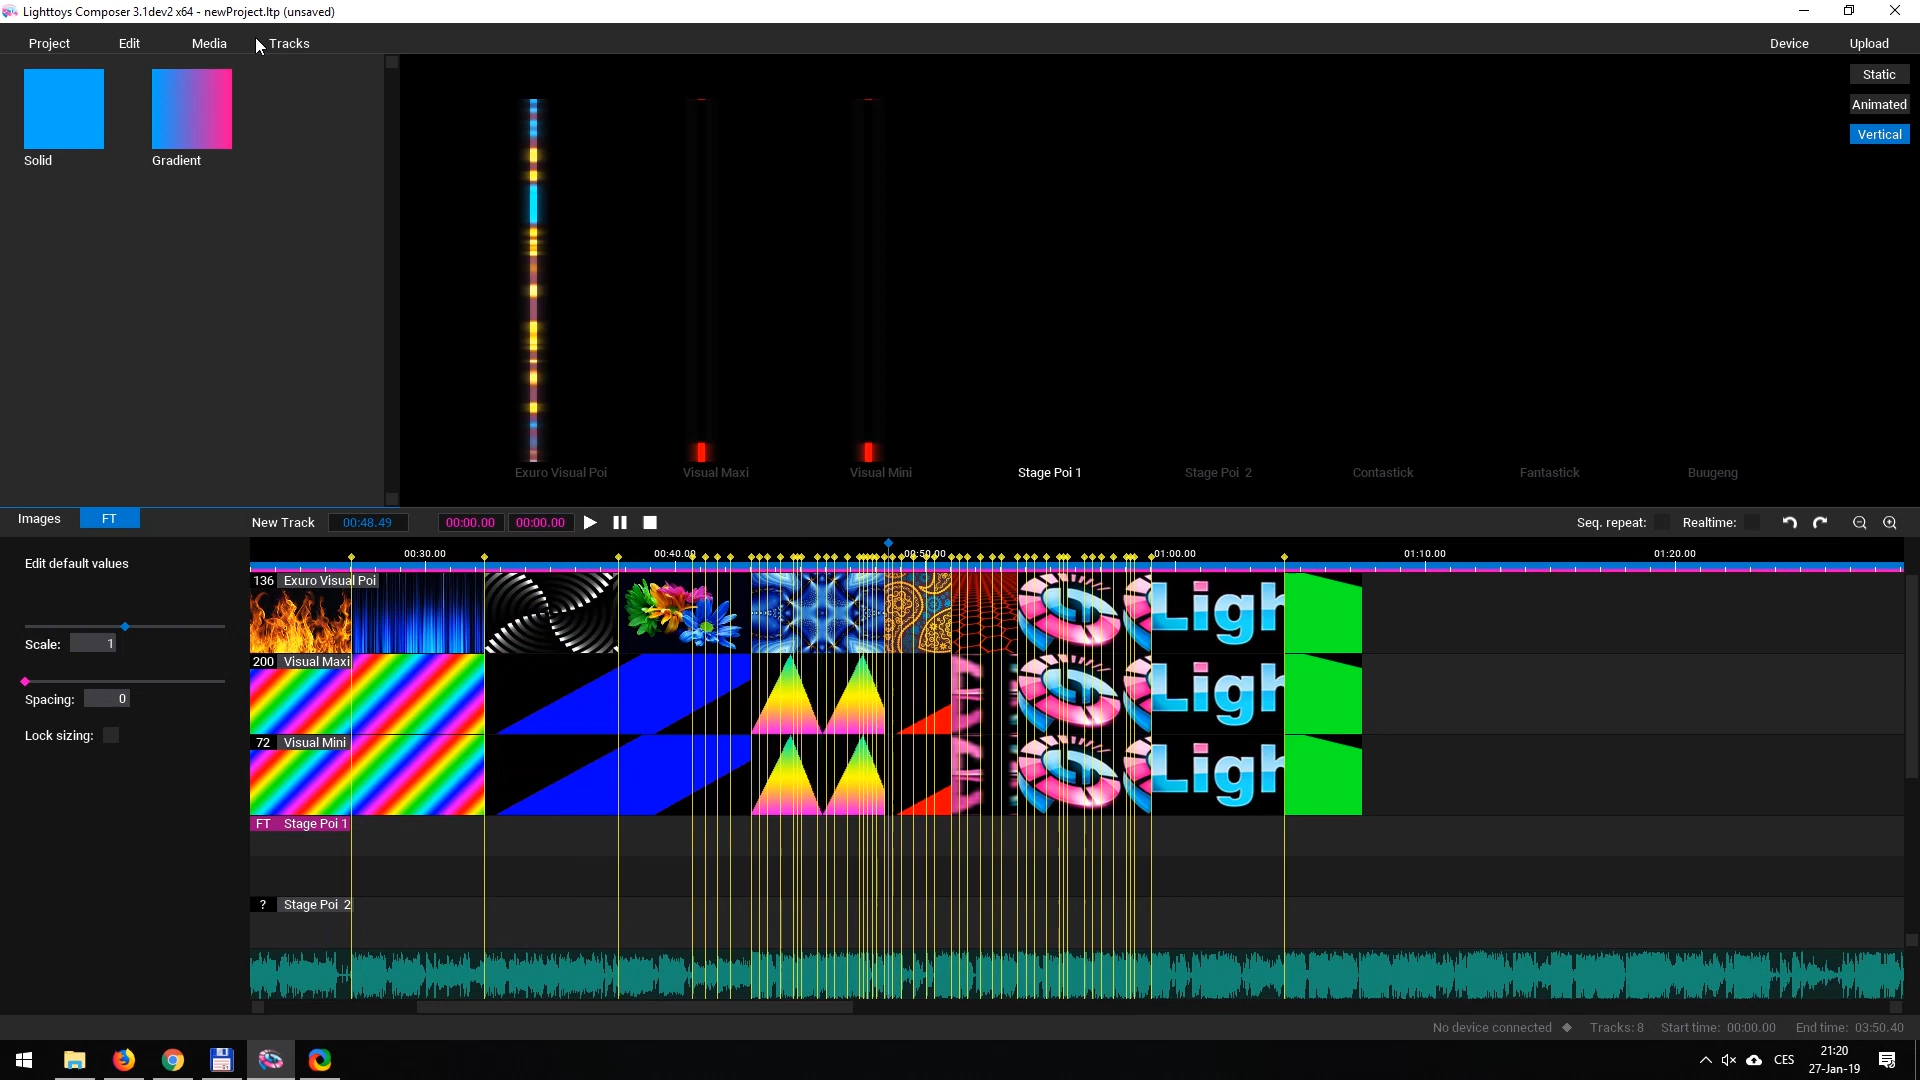 Lighttoys Composer 3.1dev2 x64 - newProject.ltp (unsaved)
Project Edit Media Tracks Device Upload
Static
Animated
Vertical
Solid Gradient
Exuro Visual Poi Visual Maxi Visual Mini Stage Poi 1 Stage Poi 2 Contastick Fantastick Buugeng
Images FT New Track 00:48.49 00:00.00 00:00.00 Seq. repeat: Realtime:
00:30.00 00:40.00 00:50.00 01:00.00 01:10.00 01:20.00
Edit default values
Scale: 1
Spacing: 0
Lock sizing:
136 Exuro Visual Poi
Ligh
200 Visual Maxi
Ligh
72 Visual Mini
Ligh
FT Stage Poi 1
? Stage Poi 2
No device connected Tracks: 8 Start time: 00:00.00 End time: 03:50.40
CES
21:20
27-Jan-19